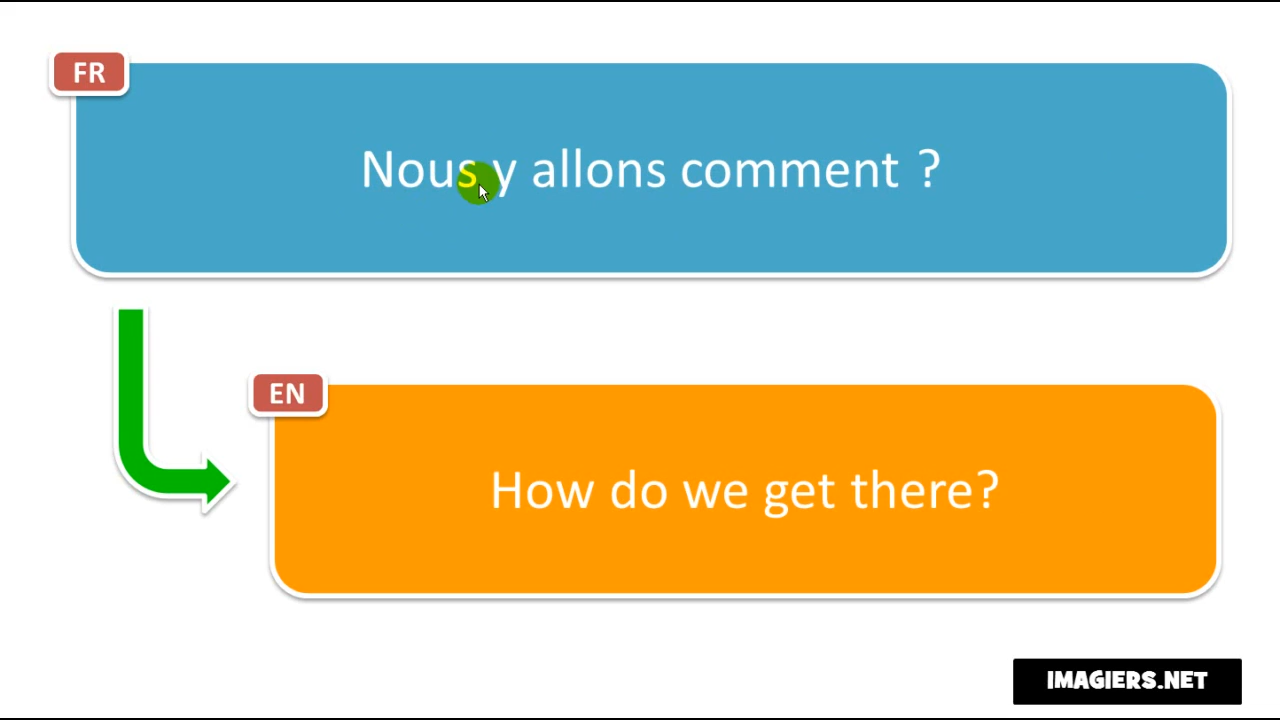 FR
Nous y allons comment ?
EN
How do we get there?
IMAGIERS.NET